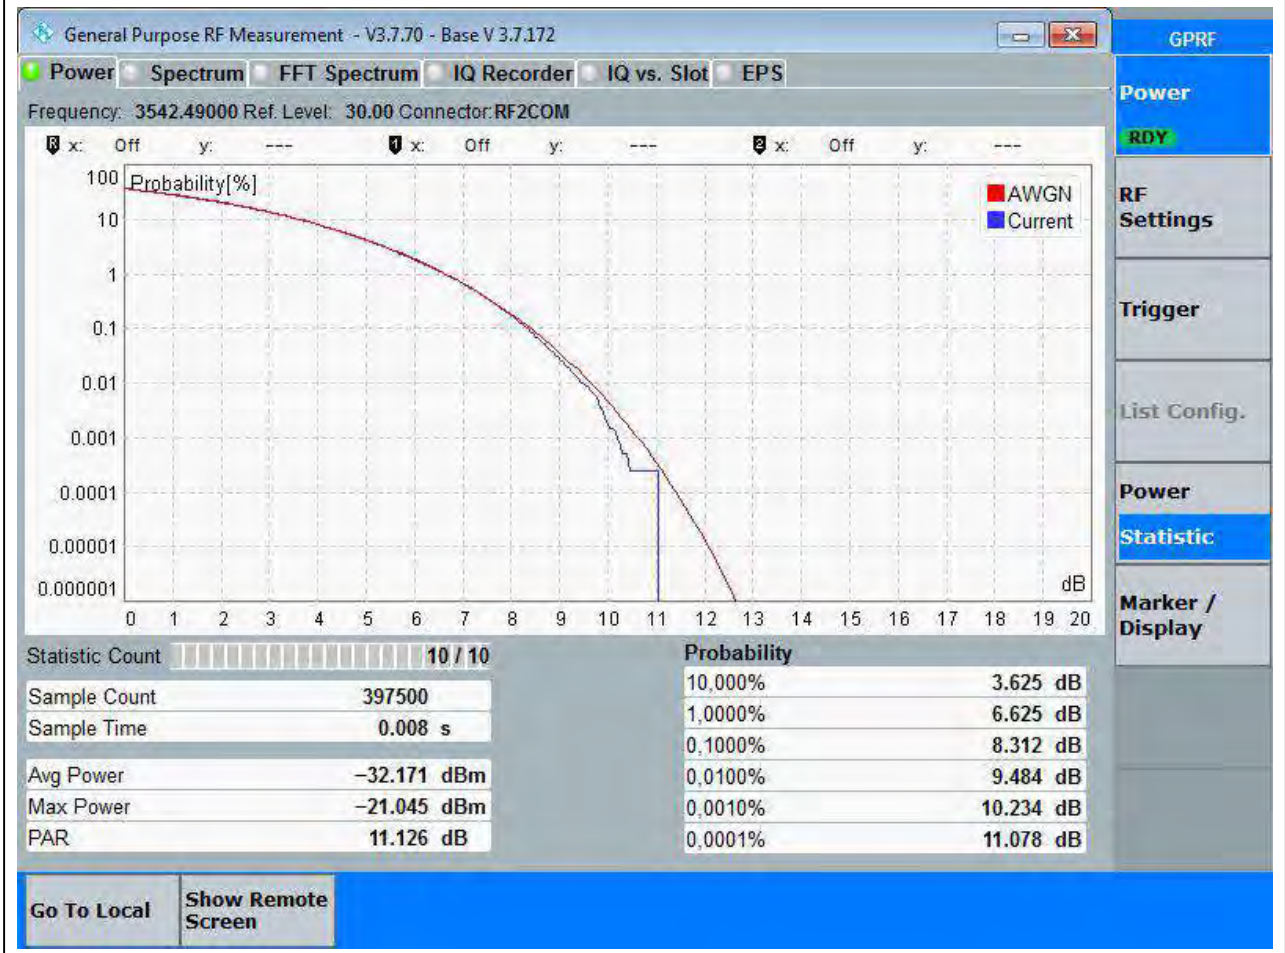 General Purpose RF Measurement - V3.7.70 - Base V 3.7.172
GPRF
Power Spectrum FFT Spectrum IQ Recorder IQ vs. Slot EPS
Frequency: 3542.49000 Ref. Level: 30.00 Connector:RF2COM
R x: Off y: --- 1 x: Off y: --- 2 x: Off y: ---
Probability[%]
AWGN
Current
100
10
1
0.1
0.01
0.001
0.0001
0.00001
0.000001
dB
0 1 2 3 4 5 6 7 8 9 10 11 12 13 14 15 16 17 18 19 20
Statistic Count 10 / 10
Sample Count 397500
Sample Time 0.008 s
Avg Power −32.171 dBm
Max Power −21.045 dBm
PAR 11.126 dB
Probability
10,000% 3.625 dB
1,0000% 6.625 dB
0,1000% 8.312 dB
0,0100% 9.484 dB
0,0010% 10.234 dB
0,0001% 11.078 dB
Power
RDY
RF
Settings
Trigger
List Config.
Power
Statistic
Marker /
Display
Go To Local
Show Remote
Screen